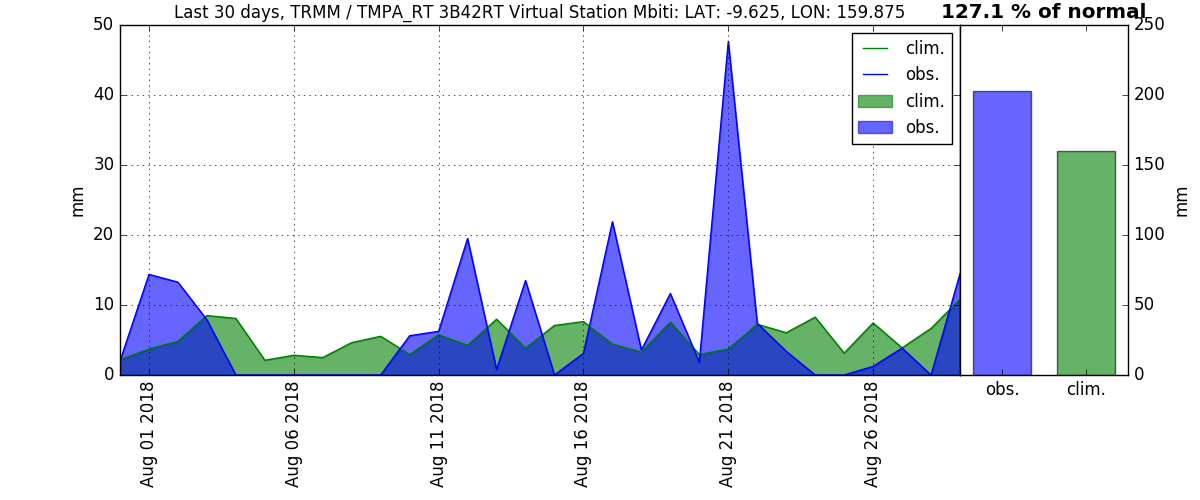 Last 30 days, TRMM / TMPA_RT 3B42RT Virtual Station Mbiti: LAT: -9.625, LON: 159.875
127.1 % of normal
50
40
30
20
10
0
mm
clim.
obs.
clim.
obs.
250
200
150
100
50
0
mm
Aug 01 2018
Aug 06 2018
Aug 11 2018
Aug 16 2018
Aug 21 2018
Aug 26 2018
obs.
clim.